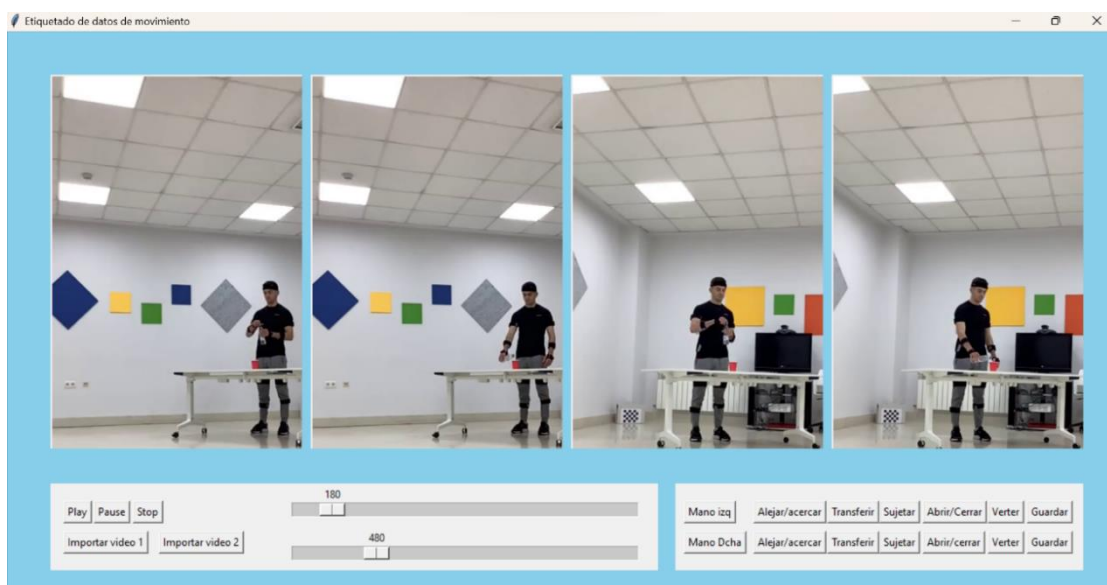 Etiquetado de datos de movimiento
180
Play Pause Stop
Importar video 1 Importar video 2
480
Mano izq Alejar/acercar Transferir Sujetar Abrir/Cerrar Verter Guardar
Mano Dcha Alejar/acercar Transferir Sujetar Abrir/cerrar Verter Guardar